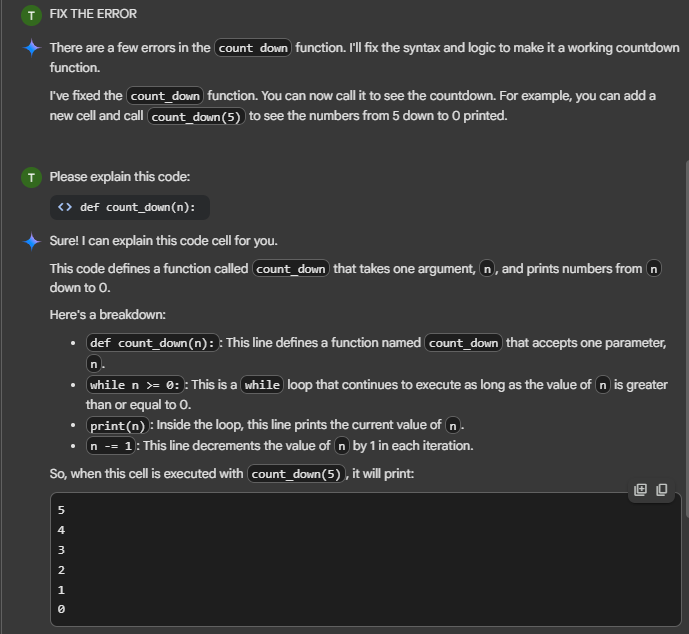 T FIX THE ERROR
There are a few errors in the count down function. I'll fix the syntax and logic to make it a working countdown
function.
I've fixed the count_down function. You can now call it to see the countdown. For example, you can add a
new cell and call count_down(5) to see the numbers from 5 down to 0 printed.
T Please explain this code:
<> def count_down(n):
Sure! I can explain this code cell for you.
This code defines a function called count_down that takes one argument, n, and prints numbers from n
down to 0.
Here's a breakdown:
• def count_down(n): : This line defines a function named count_down that accepts one parameter,
n.
• while n >= 0: : This is a while loop that continues to execute as long as the value of n is greater
than or equal to 0.
• print(n) : Inside the loop, this line prints the current value of n.
• n -= 1 : This line decrements the value of n by 1 in each iteration.
So, when this cell is executed with count_down(5), it will print:
5
4
3
2
1
0